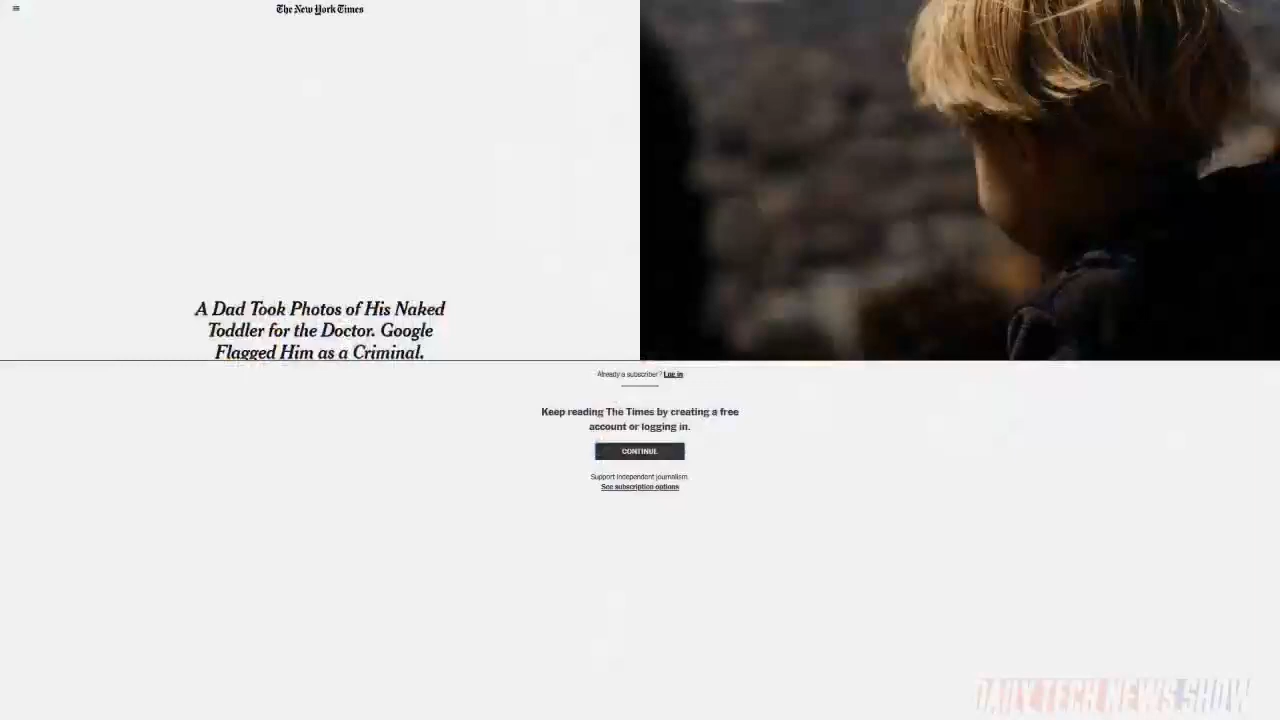 The New York Times
A Dad Took Photos of His Naked
Toddler for the Doctor. Google
Flagged Him as a Criminal.
Already a subscriber? Log in
Keep reading The Times by creating a free
account or logging in.
CONTINUE
Support independent journalism.
See subscription options
DAILY TECH NEWS SHOW